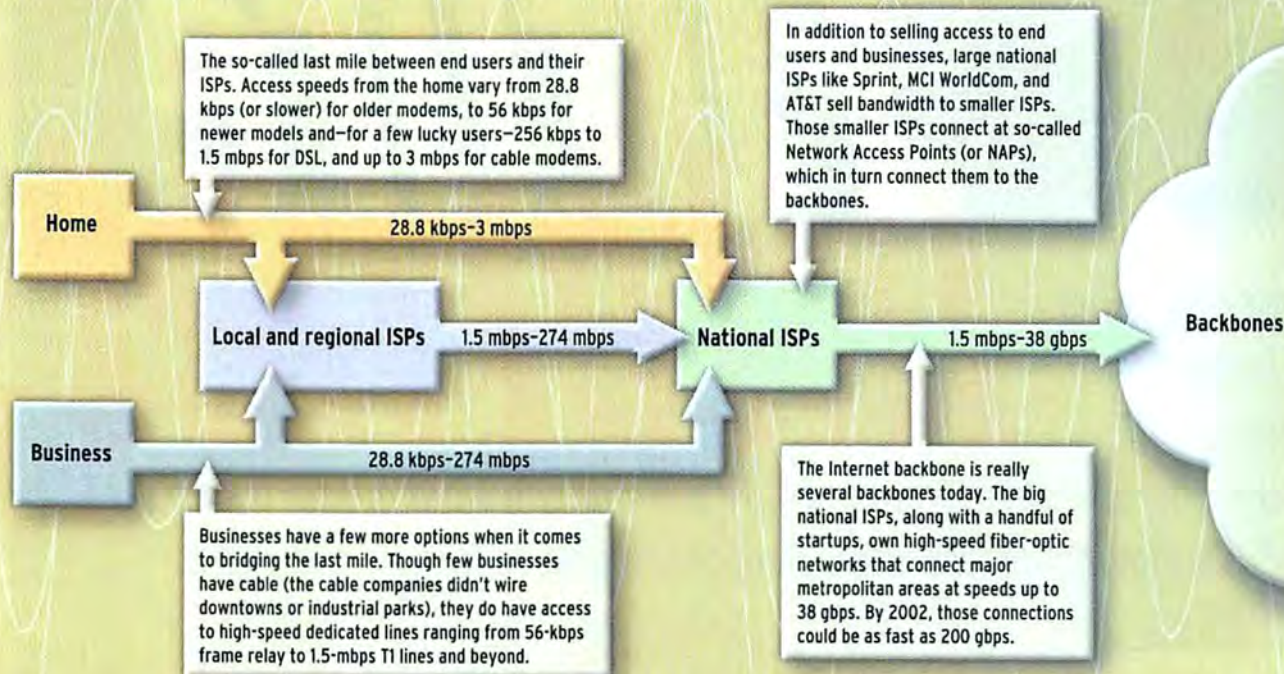 The so-called last mile between end users and their
ISPs. Access speeds from the home vary from 28.8
kbps (or slower) for older modems, to 56 kbps for
newer models and—for a few lucky users—256 kbps to
1.5 mbps for DSL, and up to 3 mbps for cable modems.
In addition to selling access to end
users and businesses, large national
ISPs like Sprint, MCI WorldCom, and
AT&T sell bandwidth to smaller ISPs.
Those smaller ISPs connect at so-called
Network Access Points (or NAPs),
which in turn connect them to the
backbones.
Home
28.8 kbps–3 mbps
Local and regional ISPs
1.5 mbps–274 mbps
National ISPs
1.5 mbps–38 gbps
Backbones
Business
28.8 kbps–274 mbps
Businesses have a few more options when it comes
to bridging the last mile. Though few businesses
have cable (the cable companies didn't wire
downtowns or industrial parks), they do have access
to high-speed dedicated lines ranging from 56-kbps
frame relay to 1.5-mbps T1 lines and beyond.
The Internet backbone is really
several backbones today. The big
national ISPs, along with a handful of
startups, own high-speed fiber-optic
networks that connect major
metropolitan areas at speeds up to
38 gbps. By 2002, those connections
could be as fast as 200 gbps.